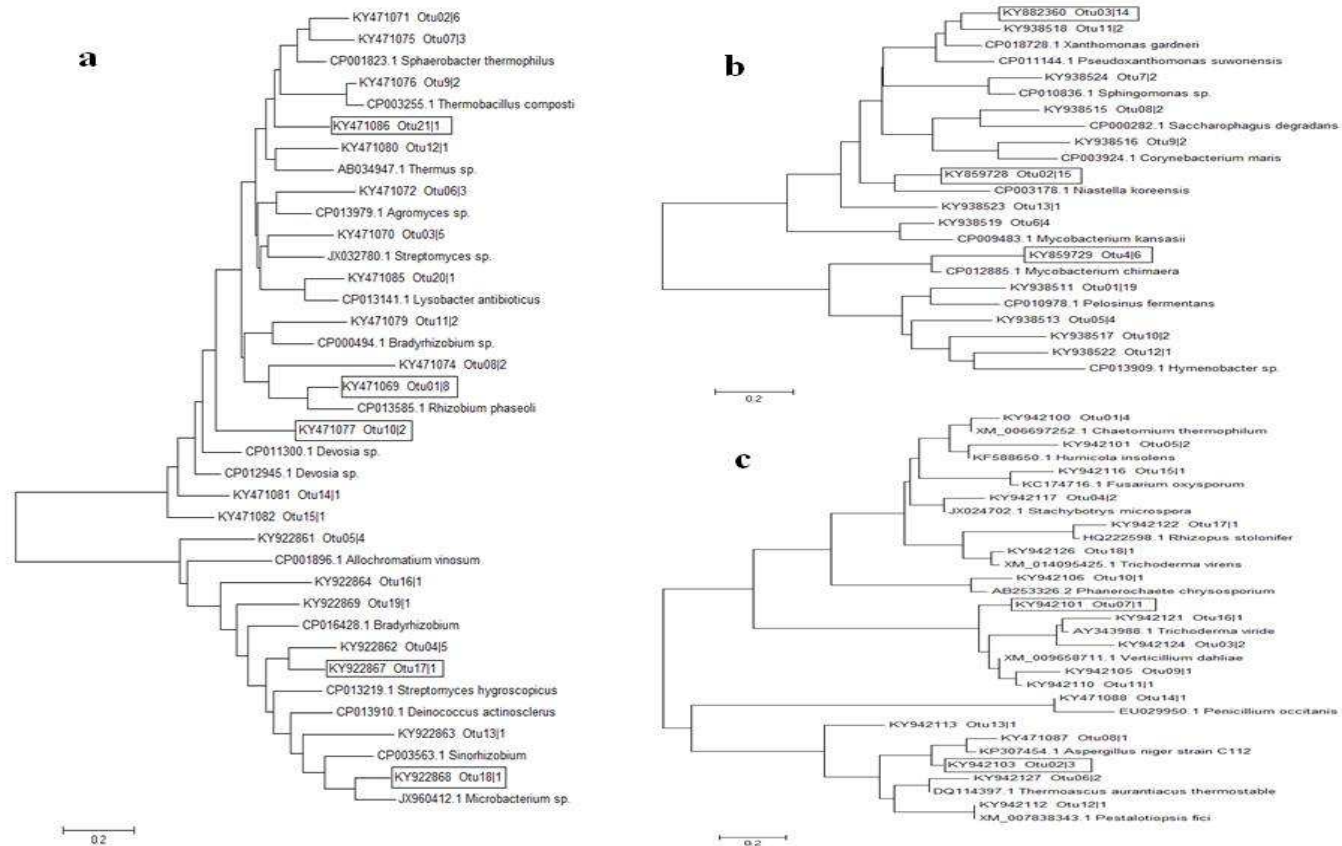 a
KY471071 Otu02|6
KY471075 Otu07|3
CP001823.1 Sphaerobacter thermophilus
KY471076 Otu9|2
CP003255.1 Thermobacillus composti
KY471086 Otu21|1
KY471080 Otu12|1
AB034947.1 Thermus sp.
KY471072 Otu06|3
CP013979.1 Agromyces sp.
KY471070 Otu03|5
JX032780.1 Streptomyces sp.
KY471085 Otu20|1
CP013141.1 Lysobacter antibioticus
KY471079 Otu11|2
CP000494.1 Bradyrhizobium sp.
KY471074 Otu08|2
KY471069 Otu01|8
CP013585.1 Rhizobium phaseoli
KY471077 Otu10|2
CP011300.1 Devosia sp.
CP012945.1 Devosia sp.
KY471081 Otu14|1
KY471082 Otu15|1
KY922861 Otu05|4
CP001896.1 Allochromatium vinosum
KY922864 Otu16|1
KY922869 Otu19|1
CP016428.1 Bradyrhizobium
KY922862 Otu04|5
KY922867 Otu17|1
CP013219.1 Streptomyces hygroscopicus
CP013910.1 Deinococcus actinosclerus
KY922863 Otu13|1
CP003563.1 Sinorhizobium
KY922868 Otu18|1
JX960412.1 Microbacterium sp.
0.2
b
KY882360 Otu03|14
KY938518 Otu11|2
CP018728.1 Xanthomonas gardneri
CP011144.1 Pseudoxanthomonas suwonensis
KY938524 Otu7|2
CP010836.1 Sphingomonas sp.
KY938515 Otu08|2
CP000282.1 Saccharophagus degradans
KY938516 Otu9|2
CP003924.1 Corynebacterium maris
KY859728 Otu02|15
CP003178.1 Niastella koreensis
KY938523 Otu13|1
KY938519 Otu6|4
CP009483.1 Mycobacterium kansasii
KY859729 Otu4|6
CP012885.1 Mycobacterium chimaera
KY938511 Otu01|19
CP010978.1 Pelosinus fermentans
KY938513 Otu05|4
KY938517 Otu10|2
KY938522 Otu12|1
CP013909.1 Hymenobacter sp.
0.2
c
KY942100 Otu01|4
XM_006697252.1 Chaetomium thermophilum
KY942101 Otu05|2
KF588650.1 Humicola insolens
KY942116 Otu15|1
KC174716.1 Fusarium oxysporum
KY942117 Otu04|2
JX024702.1 Stachybotrys microspora
KY942122 Otu17|1
HQ222598.1 Rhizopus stolonifer
KY942126 Otu18|1
XM_014095425.1 Trichoderma virens
KY942106 Otu10|1
AB253326.2 Phanerochaete chrysosporium
KY942101 Otu07|1
KY942121 Otu16|1
AY343988.1 Trichoderma viride
KY942124 Otu03|2
XM_009658711.1 Verticillium dahliae
KY942105 Otu09|1
KY942110 Otu11|1
KY471088 Otu14|1
EU029950.1 Penicillium occitanis
KY942113 Otu13|1
KY471087 Otu08|1
KP307454.1 Aspergillus niger strain C112
KY942103 Otu02|3
KY942127 Otu06|2
DQ114397.1 Thermoascus aurantiacus thermostable
KY942112 Otu12|1
XM_007838343.1 Pestalotiopsis fici
0.2